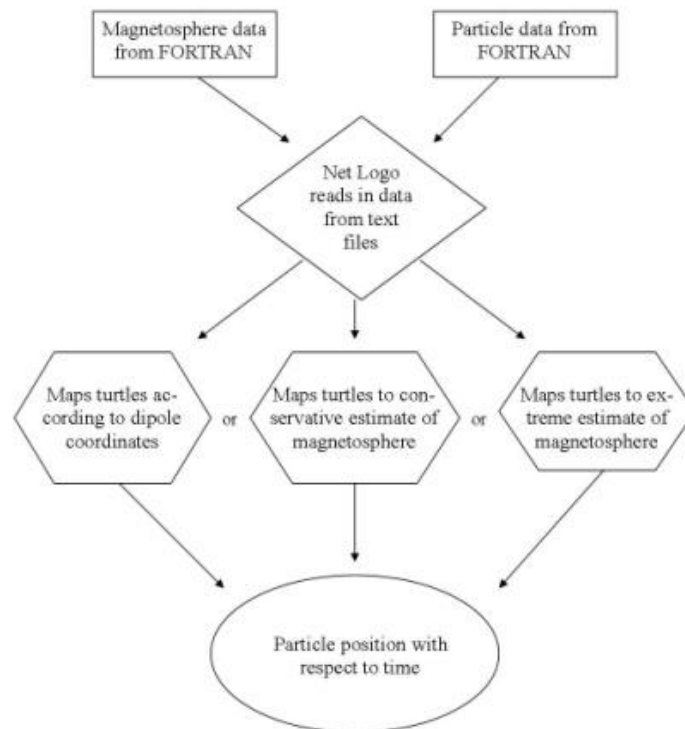 Magnetosphere data
from FORTRAN
Particle data from
FORTRAN
Net Logo
reads in data
from text
files
Maps turtles ac-
cording to dipole
coordinates
or
Maps turtles to con-
servative estimate of
magnetosphere
or
Maps turtles to ex-
treme estimate of
magnetosphere
Particle position with
respect to time